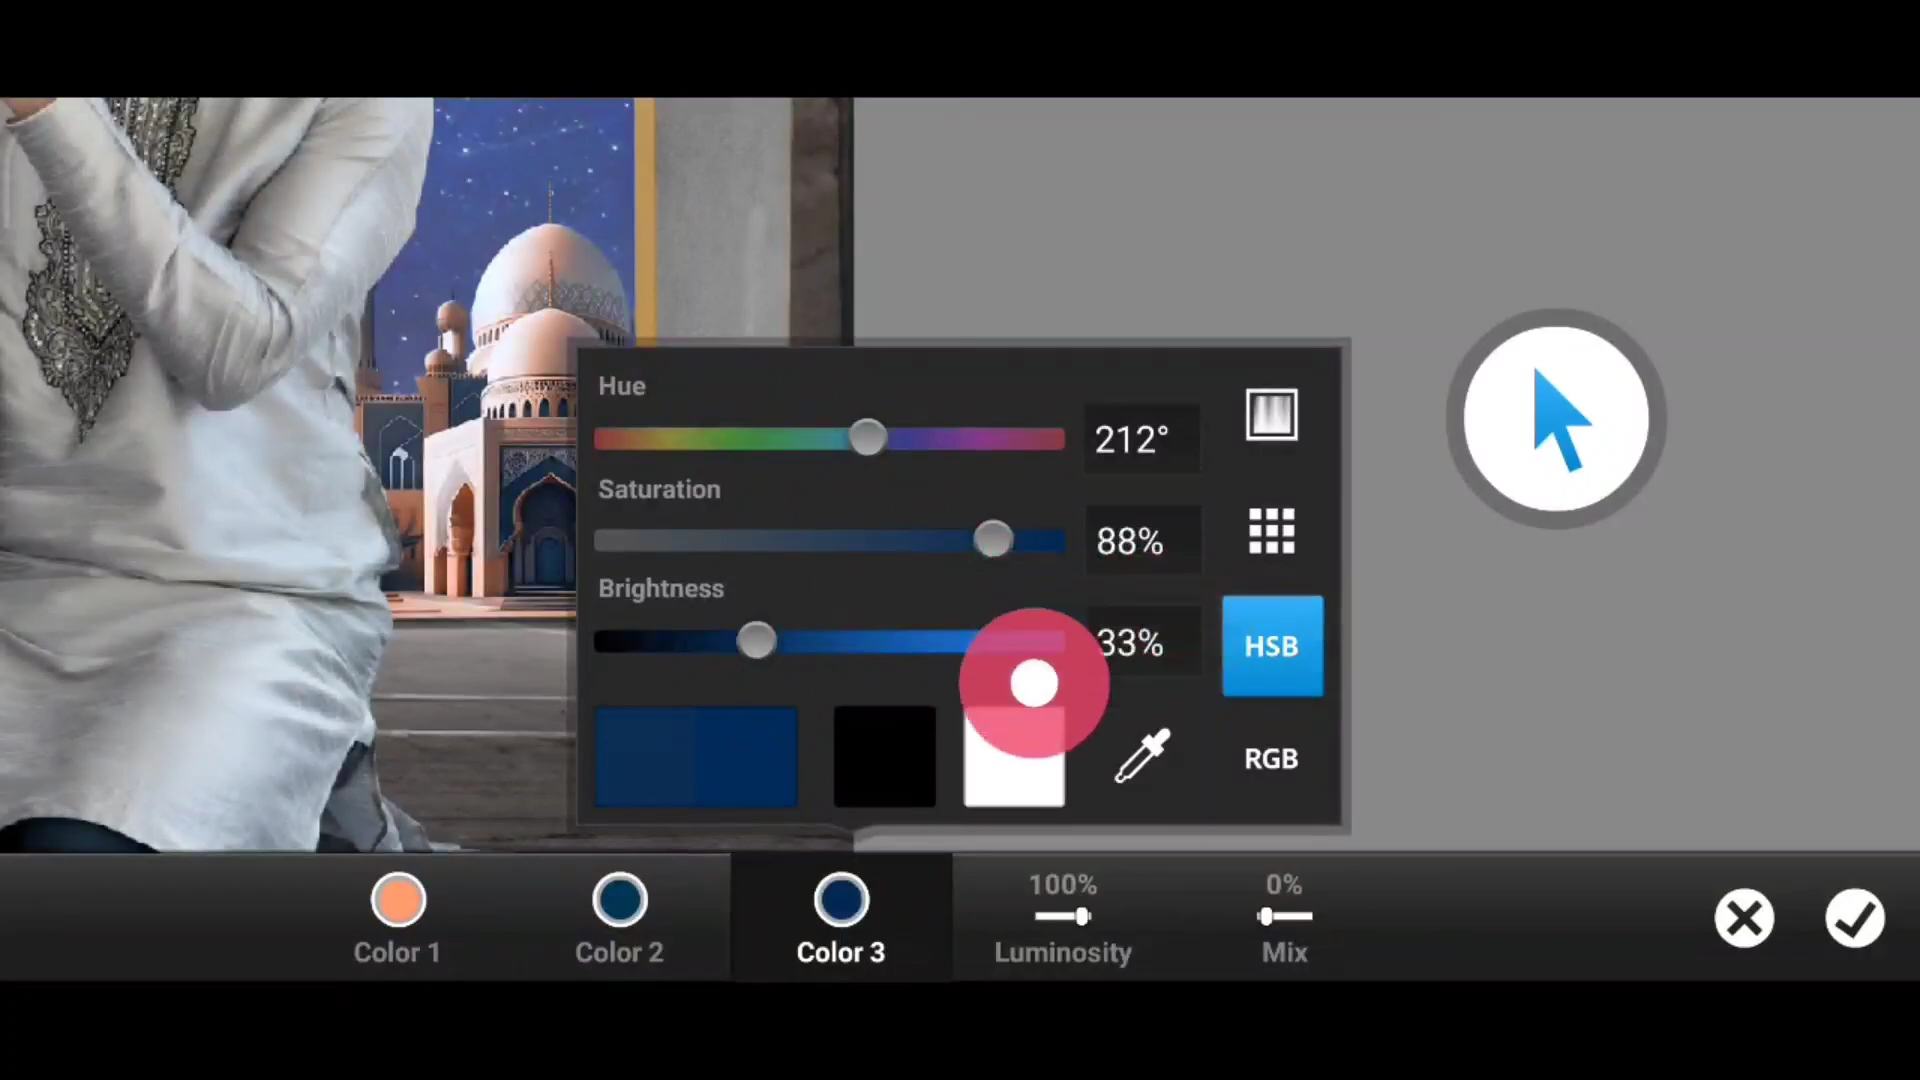 Hue
212°
Saturation
88%
Brightness
33%
HSB
RGB
100%
0%
Color 1
Color 2
Color 3
Luminosity
Mix